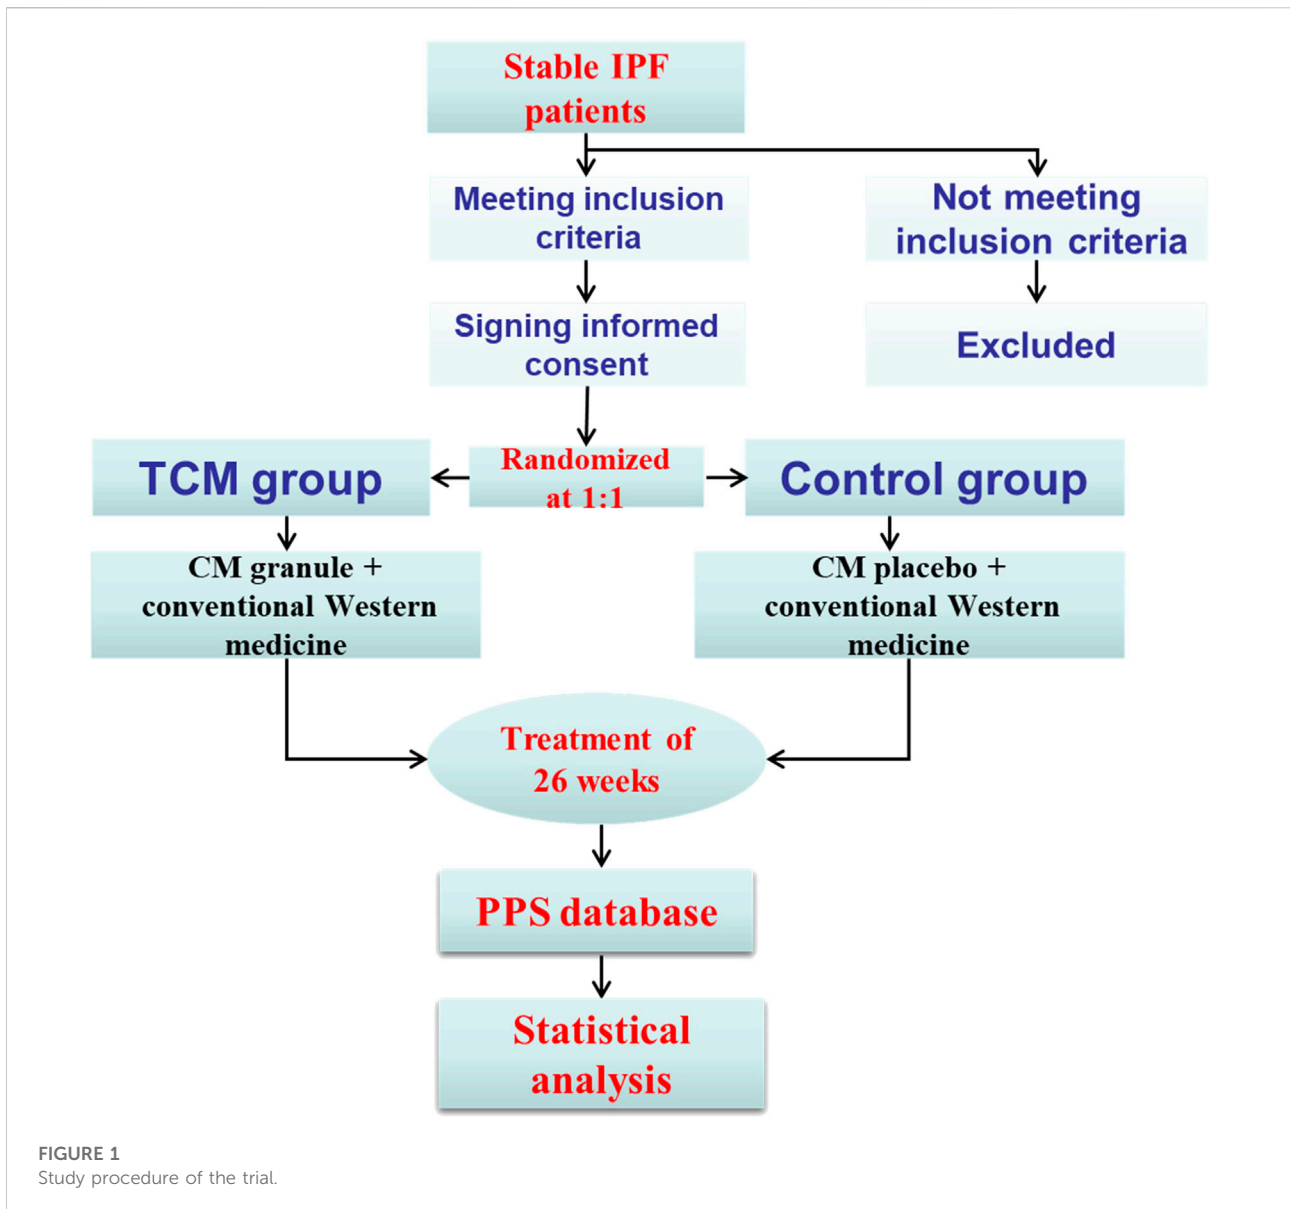 Stable IPF
patients
Meeting inclusion
criteria
Not meeting
inclusion criteria
Signing informed
consent
Excluded
TCM group
Randomized
at 1:1
Control group
CM granule +
conventional Western
medicine
CM placebo +
conventional Western
medicine
Treatment of
26 weeks
PPS database
Statistical
analysis
FIGURE 1
Study procedure of the trial.